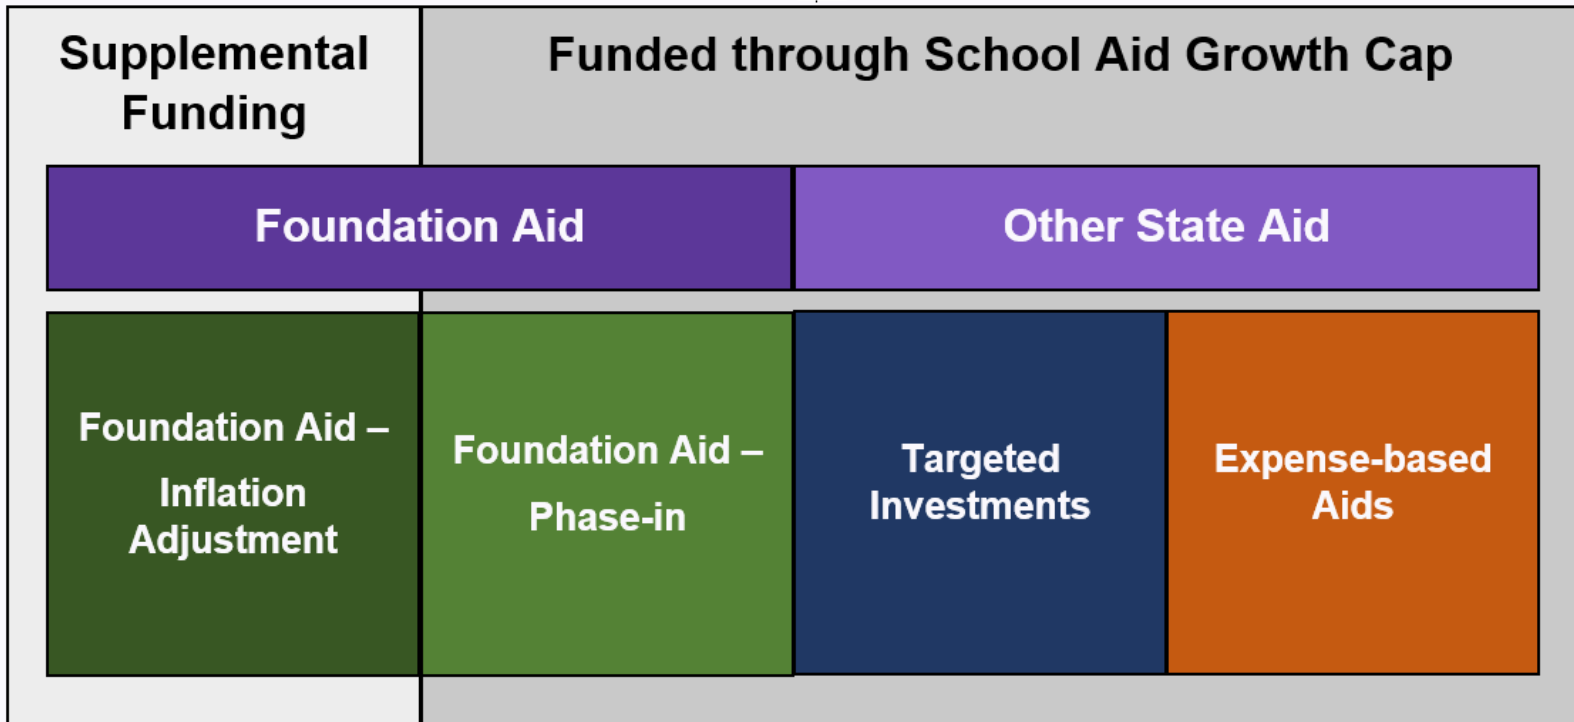 Supplemental
Funding
Funded through School Aid Growth Cap
Foundation Aid
Other State Aid
Foundation Aid –
Inflation
Adjustment
Foundation Aid –
Phase-in
Targeted
Investments
Expense-based
Aids